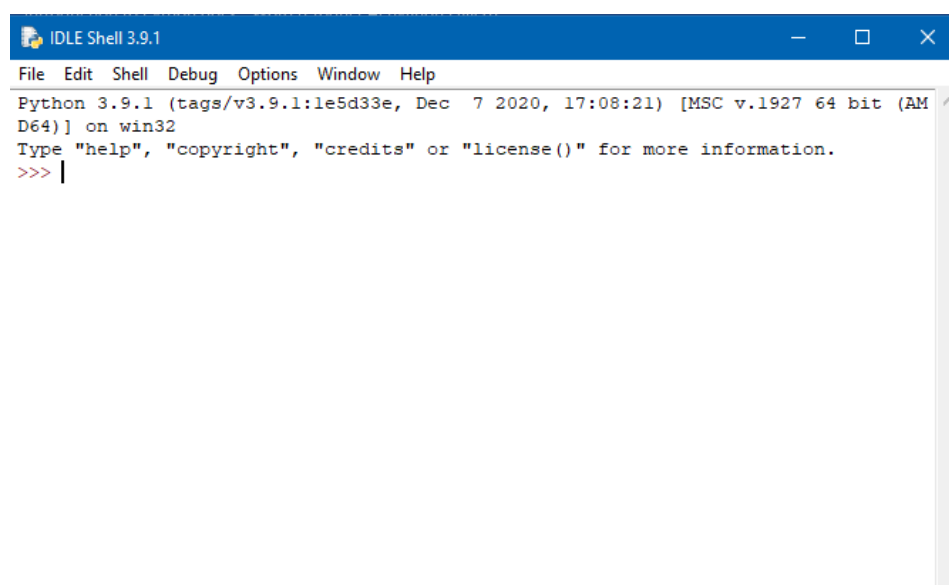 IDLE Shell 3.9.1
File Edit Shell Debug Options Window Help
Python 3.9.1 (tags/v3.9.1:1e5d33e, Dec  7 2020, 17:08:21) [MSC v.1927 64 bit (AM
D64)] on win32
Type "help", "copyright", "credits" or "license()" for more information.
>>>